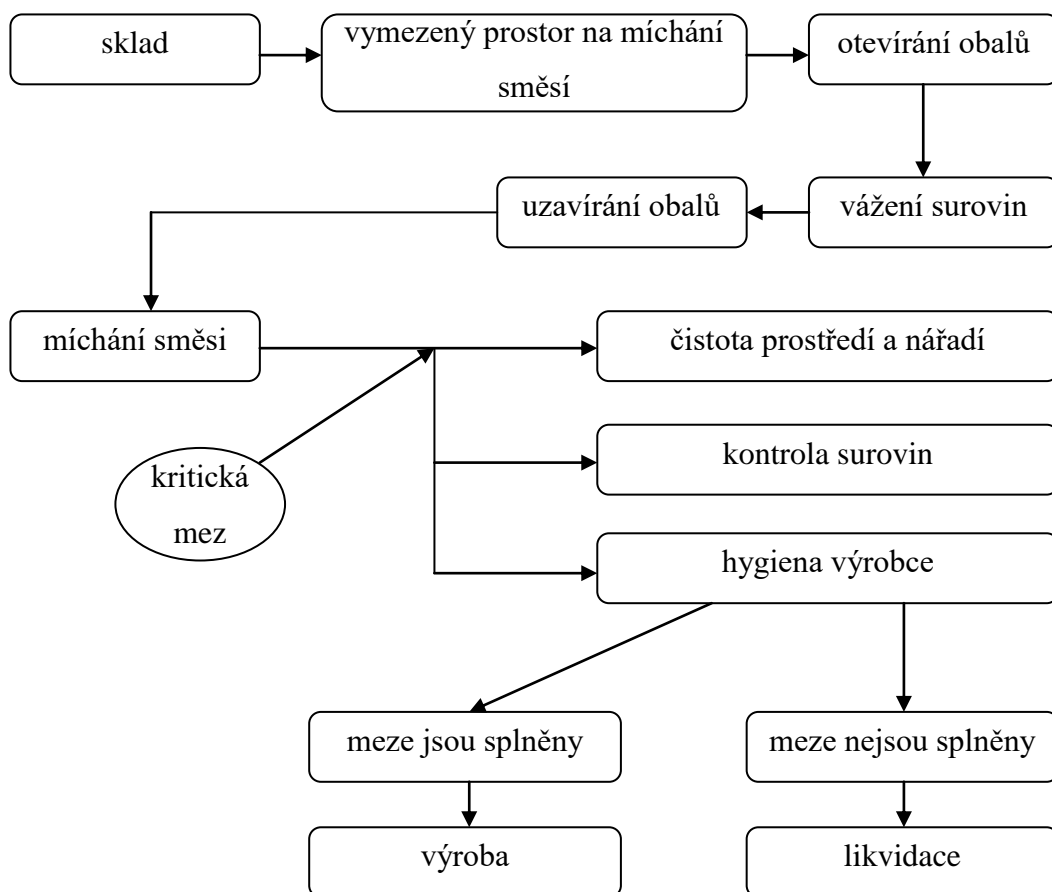 sklad
vymezený prostor na míchání
směsí
otevírání obalů
uzavírání obalů
vážení surovin
míchání směsi
čistota prostředí a nářadí
kritická
mez
kontrola surovin
hygiena výrobce
meze jsou splněny
meze nejsou splněny
výroba
likvidace